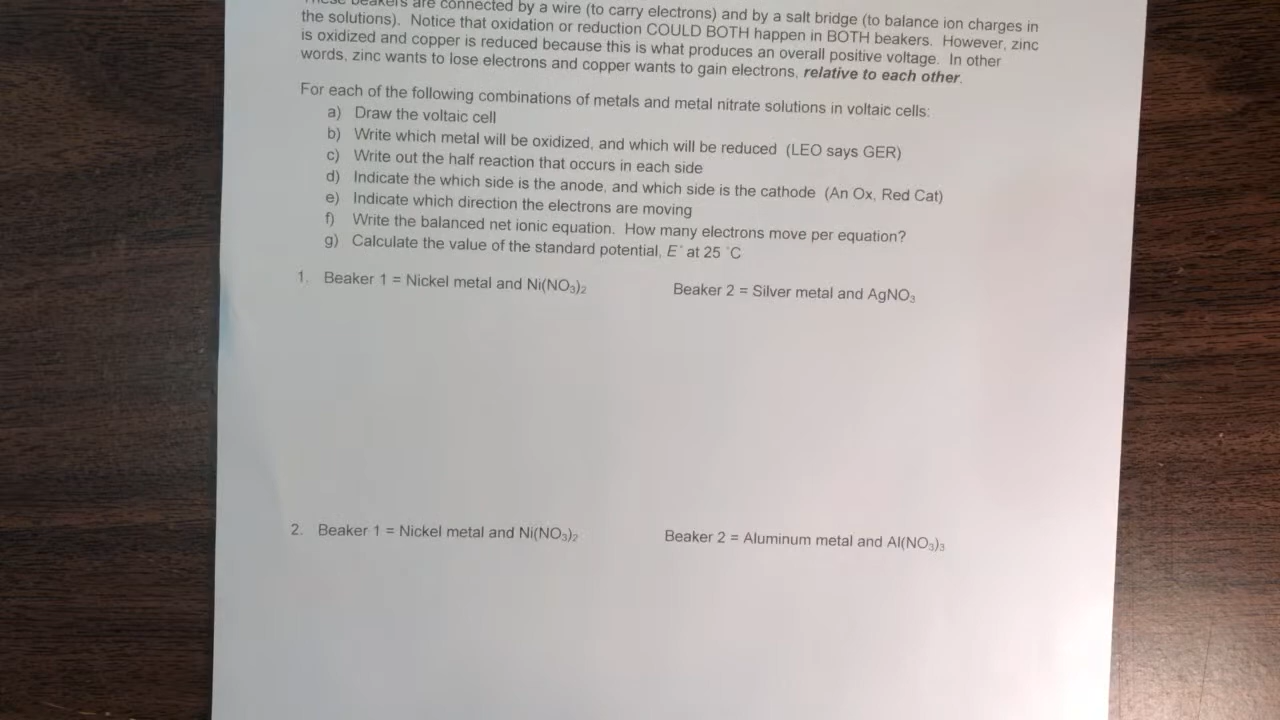 These beakers are connected by a wire (to carry electrons) and by a salt bridge (to balance ion charges in
the solutions). Notice that oxidation or reduction COULD BOTH happen in BOTH beakers. However, zinc
is oxidized and copper is reduced because this is what produces an overall positive voltage. In other
words, zinc wants to lose electrons and copper wants to gain electrons, relative to each other.
For each of the following combinations of metals and metal nitrate solutions in voltaic cells:
a) Draw the voltaic cell
b) Write which metal will be oxidized, and which will be reduced (LEO says GER)
c) Write out the half reaction that occurs in each side
d) Indicate the which side is the anode, and which side is the cathode (An Ox, Red Cat)
e) Indicate which direction the electrons are moving
f) Write the balanced net ionic equation. How many electrons move per equation?
g) Calculate the value of the standard potential, E° at 25 °C
1. Beaker 1 = Nickel metal and Ni(NO₃)₂ Beaker 2 = Silver metal and AgNO₃
2. Beaker 1 = Nickel metal and Ni(NO₃)₂ Beaker 2 = Aluminum metal and Al(NO₃)₃